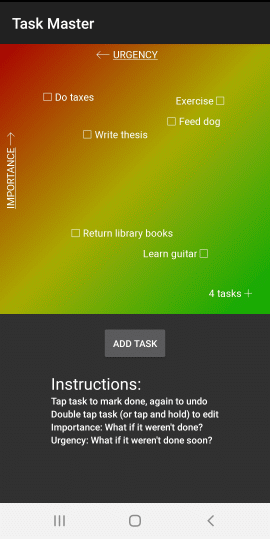 Task Master
URGENCY
Do taxes
Exercise
Feed dog
Write thesis
IMPORTANCE
Return library books
Learn guitar
4 tasks
ADD TASK
Instructions:
Tap task to mark done, again to undo
Double tap task (or tap and hold) to edit
Importance: What if it weren't done?
Urgency: What if it weren't done soon?